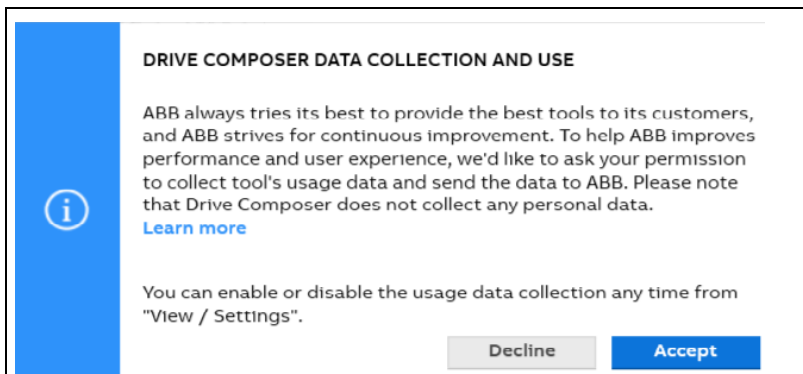 DRIVE COMPOSER DATA COLLECTION AND USE
ABB always tries its best to provide the best tools to its customers,
and ABB strives for continuous improvement. To help ABB improves
performance and user experience, we'd like to ask your permission
to collect tool's usage data and send the data to ABB. Please note
that Drive Composer does not collect any personal data.
Learn more
You can enable or disable the usage data collection any time from
"View / Settings".
Decline Accept